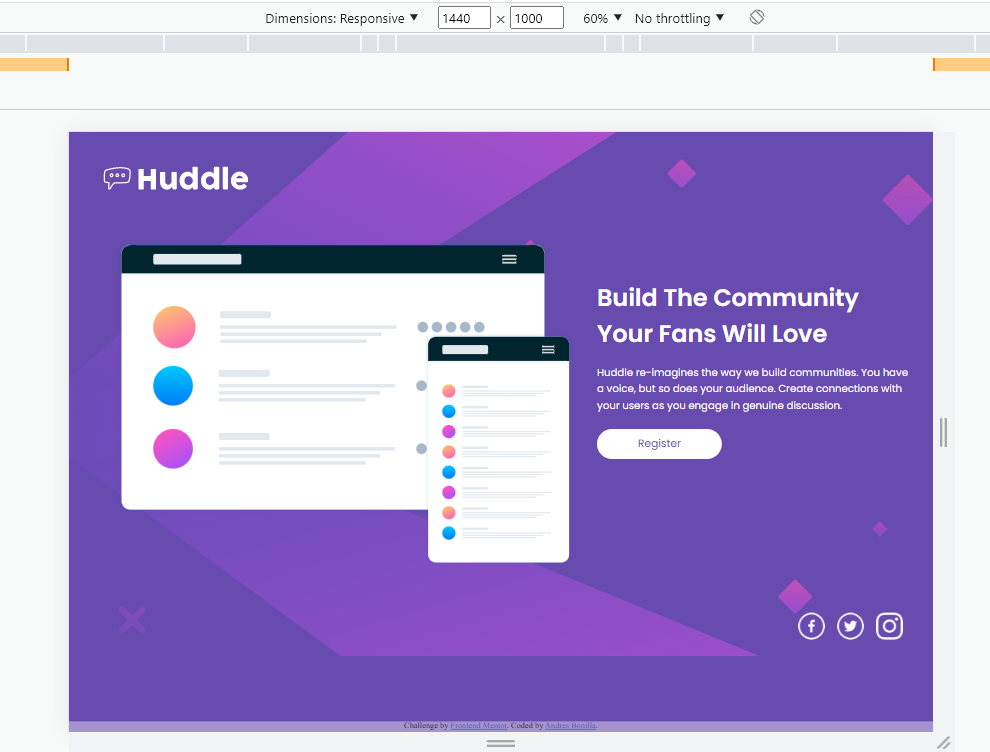 Dimensions: Responsive ▼ 1440 × 1000 60% ▼ No throttling ▼
Huddle
Build The Community
Your Fans Will Love
Huddle re-imagines the way we build communities. You have
a voice, but so does your audience. Create connections with
your users as you engage in genuine discussion.
Register
Challenge by Frontend Mentor. Coded by Andres Bonilla.